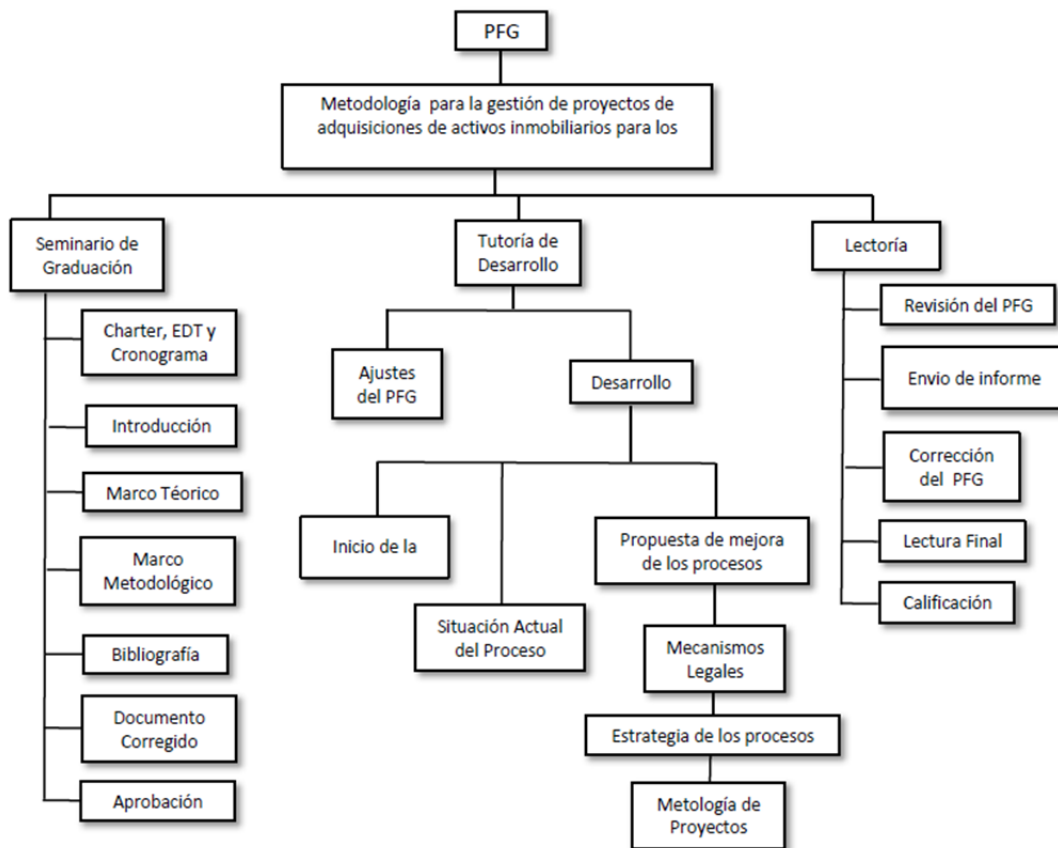 PFG
Metodología para la gestión de proyectos de
adquisiciones de activos inmobiliarios para los
Seminario de
Graduación
Charter, EDT y
Cronograma
Introducción
Marco Téorico
Marco
Metodológico
Bibliografía
Documento
Corregido
Aprobación
Tutoría de
Desarrollo
Ajustes
del PFG
Desarrollo
Inicio de la
Situación Actual
del Proceso
Propuesta de mejora
de los procesos
Mecanismos
Legales
Estrategia de los procesos
Metología de
Proyectos
Lectoría
Revisión del PFG
Envio de informe
Corrección
del PFG
Lectura Final
Calificación